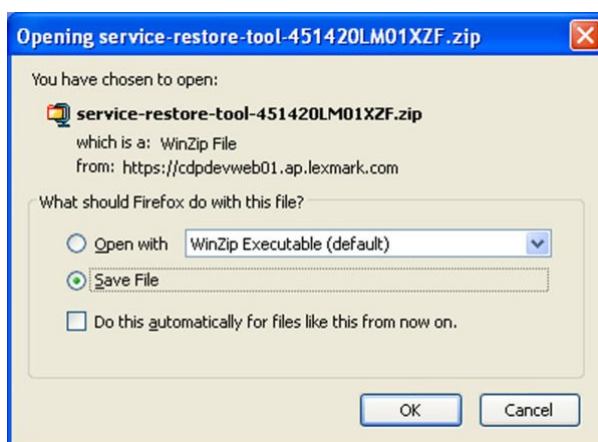 Opening service-restore-tool-451420LM01XZF.zip
You have chosen to open:
service-restore-tool-451420LM01XZF.zip
which is a: WinZip File
from: https://cdpdevweb01.ap.lexmark.com
What should Firefox do with this file?
Open with WinZip Executable (default)
Save File
Do this automatically for files like this from now on.
OK Cancel